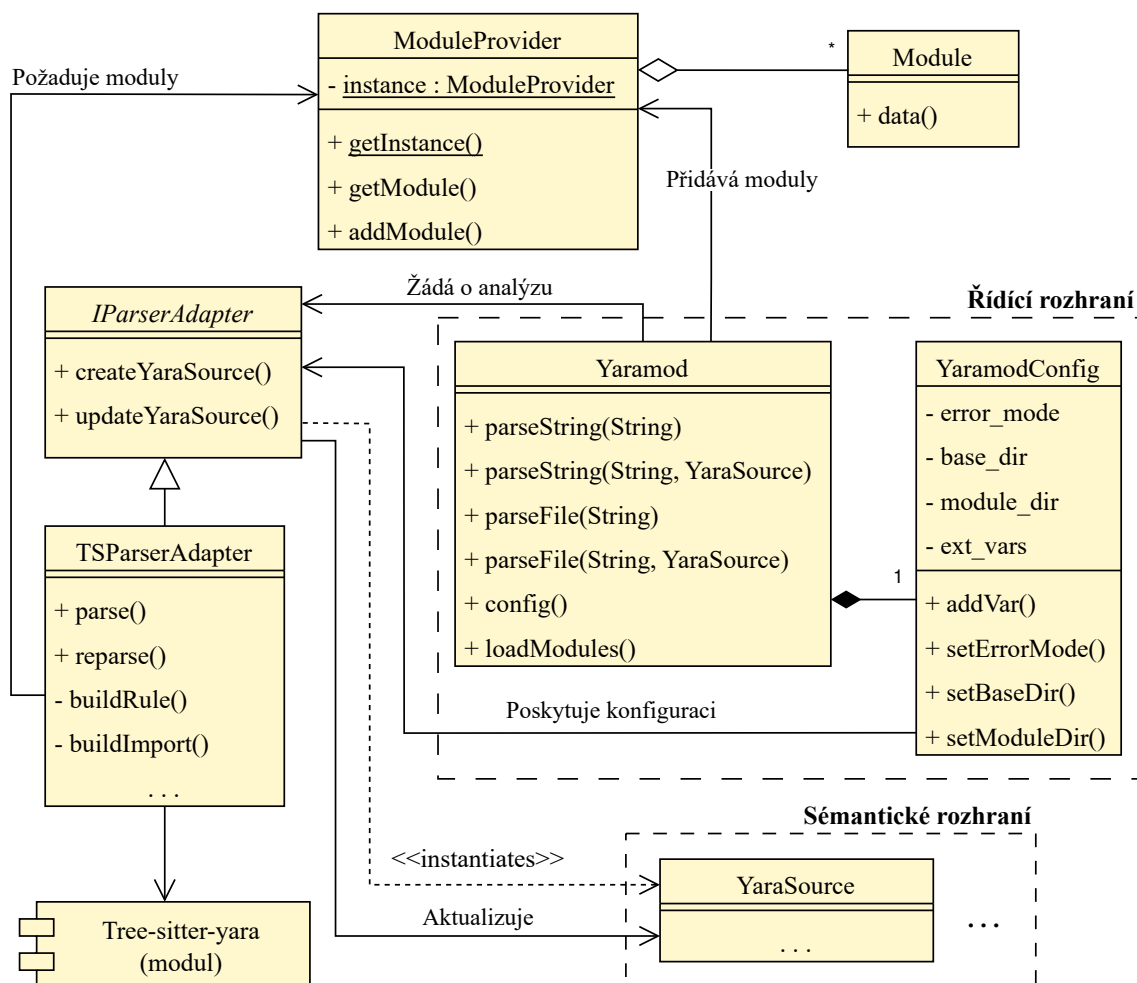 ModuleProvider
- instance : ModuleProvider
+ getInstance()
+ getModule()
+ addModule()
*
Module
+ data()
Požaduje moduly
Přidává moduly
Žádá o analýzu
IParserAdapter
+ createYaraSource()
+ updateYaraSource()
Řídící rozhraní
Yaramod
+ parseString(String)
+ parseString(String, YaraSource)
+ parseFile(String)
+ parseFile(String, YaraSource)
+ config()
+ loadModules()
1
YaramodConfig
- error_mode
- base_dir
- module_dir
- ext_vars
+ addVar()
+ setErrorMode()
+ setBaseDir()
+ setModuleDir()
TSParserAdapter
+ parse()
+ reparse()
- buildRule()
- buildImport()
. . .
Poskytuje konfiguraci
Sémantické rozhraní
<<instantiates>>
Aktualizuje
YaraSource
. . .
. . .
Tree-sitter-yara
(modul)